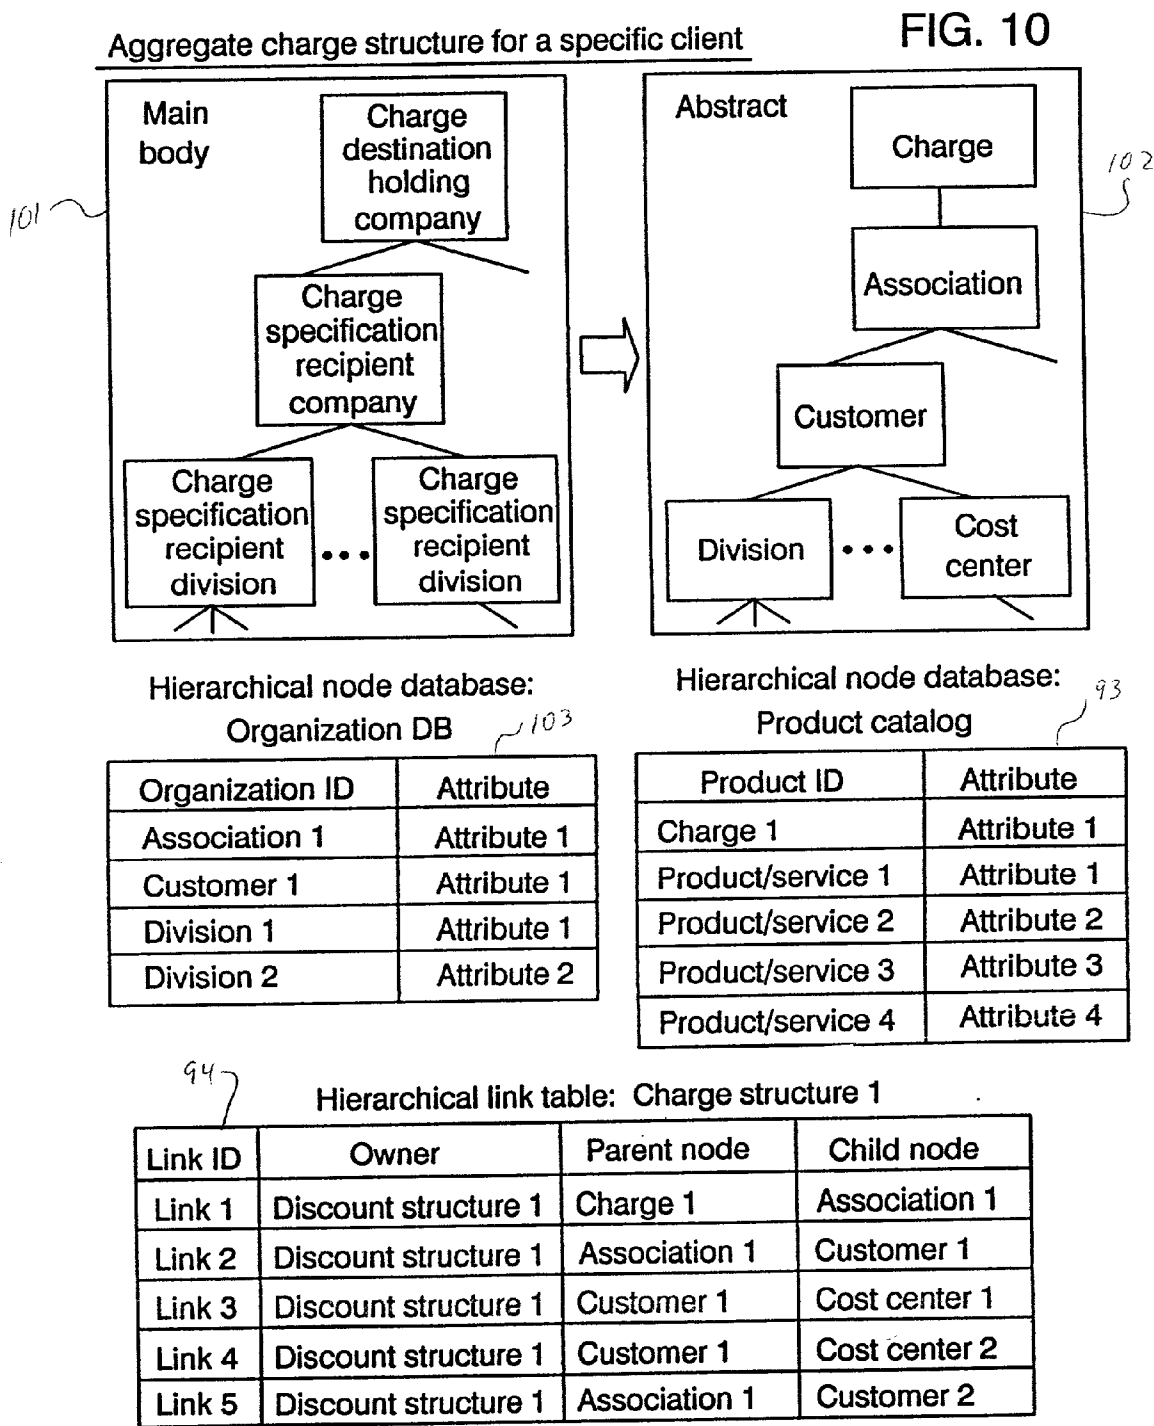 Aggregate charge structure for a specific client
FIG. 10
Main
body
Charge
destination
holding
company
Charge
specification
recipient
company
Charge
specification
recipient
division
Charge
specification
recipient
division
101
Abstract
Charge
Association
Customer
Division
Cost
center
102
Hierarchical node database:
Organization DB
103
Organization ID Attribute
Association 1 Attribute 1
Customer 1 Attribute 1
Division 1 Attribute 1
Division 2 Attribute 2
Hierarchical node database:
Product catalog
93
Product ID Attribute
Charge 1 Attribute 1
Product/service 1 Attribute 1
Product/service 2 Attribute 2
Product/service 3 Attribute 3
Product/service 4 Attribute 4
94
Hierarchical link table: Charge structure 1
Link ID Owner Parent node Child node
Link 1 Discount structure 1 Charge 1 Association 1
Link 2 Discount structure 1 Association 1 Customer 1
Link 3 Discount structure 1 Customer 1 Cost center 1
Link 4 Discount structure 1 Customer 1 Cost center 2
Link 5 Discount structure 1 Association 1 Customer 2